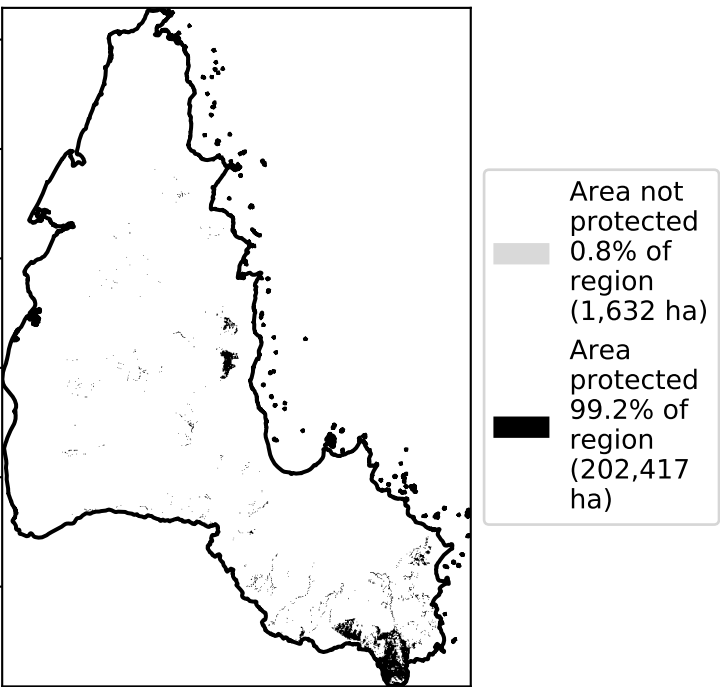 Area not
protected
0.8% of
region
(1,632 ha)
Area
protected
99.2% of
region
(202,417
ha)